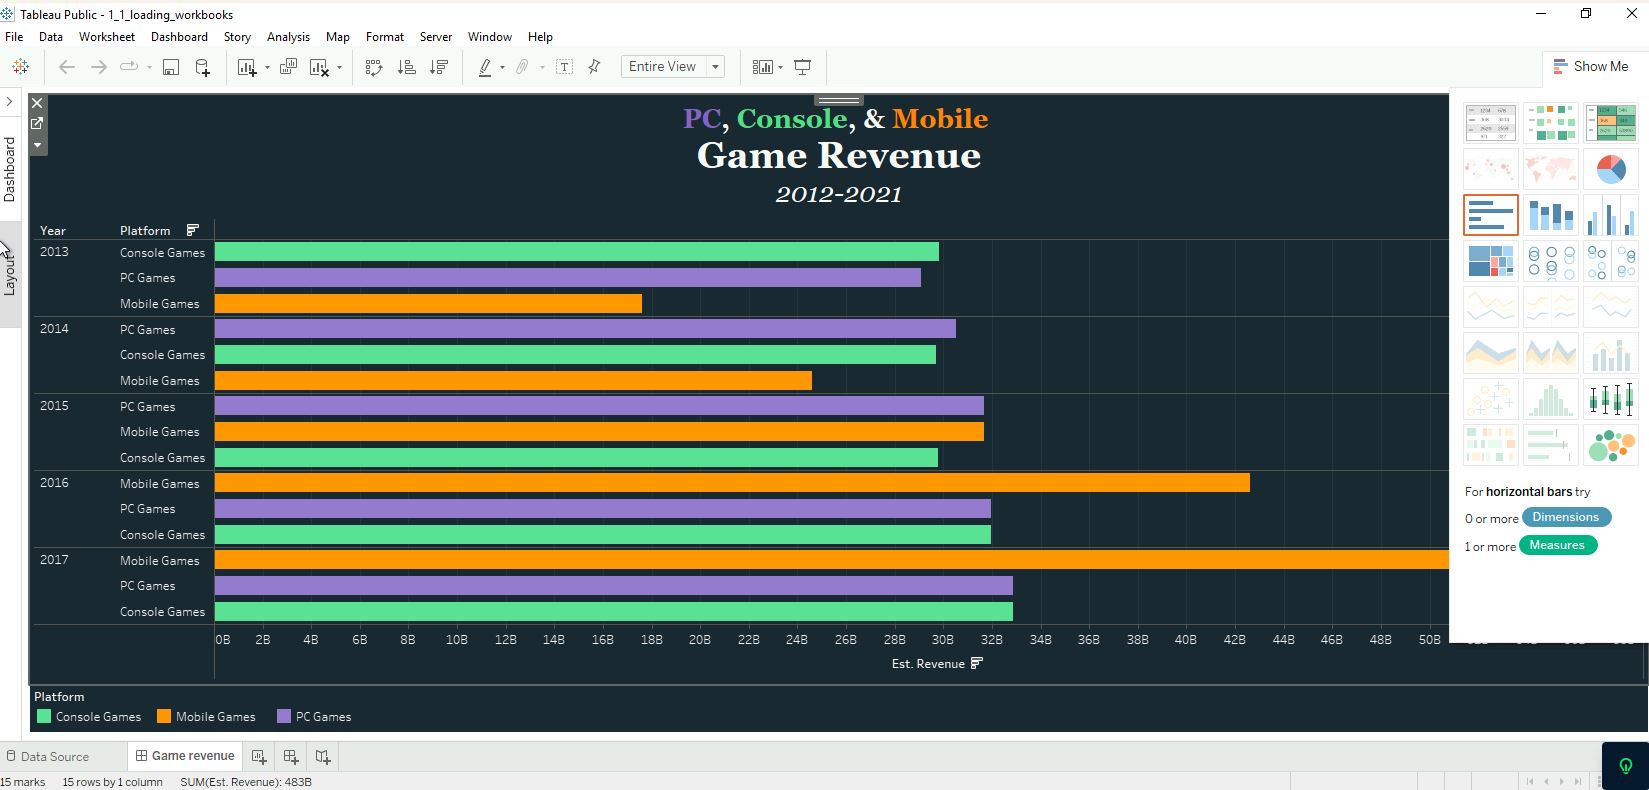 Tableau Public - 1_1_loading_workbooks
File Data Worksheet Dashboard Story Analysis Map Format Server Window Help
Entire View
Show Me
Dashboard
Layout
PC, Console, & Mobile
Game Revenue
2012-2021
Year Platform
2013 Console Games
PC Games
Mobile Games
2014 PC Games
Console Games
Mobile Games
2015 PC Games
Mobile Games
Console Games
2016 Mobile Games
PC Games
Console Games
2017 Mobile Games
PC Games
Console Games
0B 2B 4B 6B 8B 10B 12B 14B 16B 18B 20B 22B 24B 26B 28B 30B 32B 34B 36B 38B 40B 42B 44B 46B 48B 50B
Est. Revenue
For horizontal bars try
0 or more Dimensions
1 or more Measures
Platform
Console Games Mobile Games PC Games
Data Source Game revenue
15 marks 15 rows by 1 column SUM(Est. Revenue): 483B